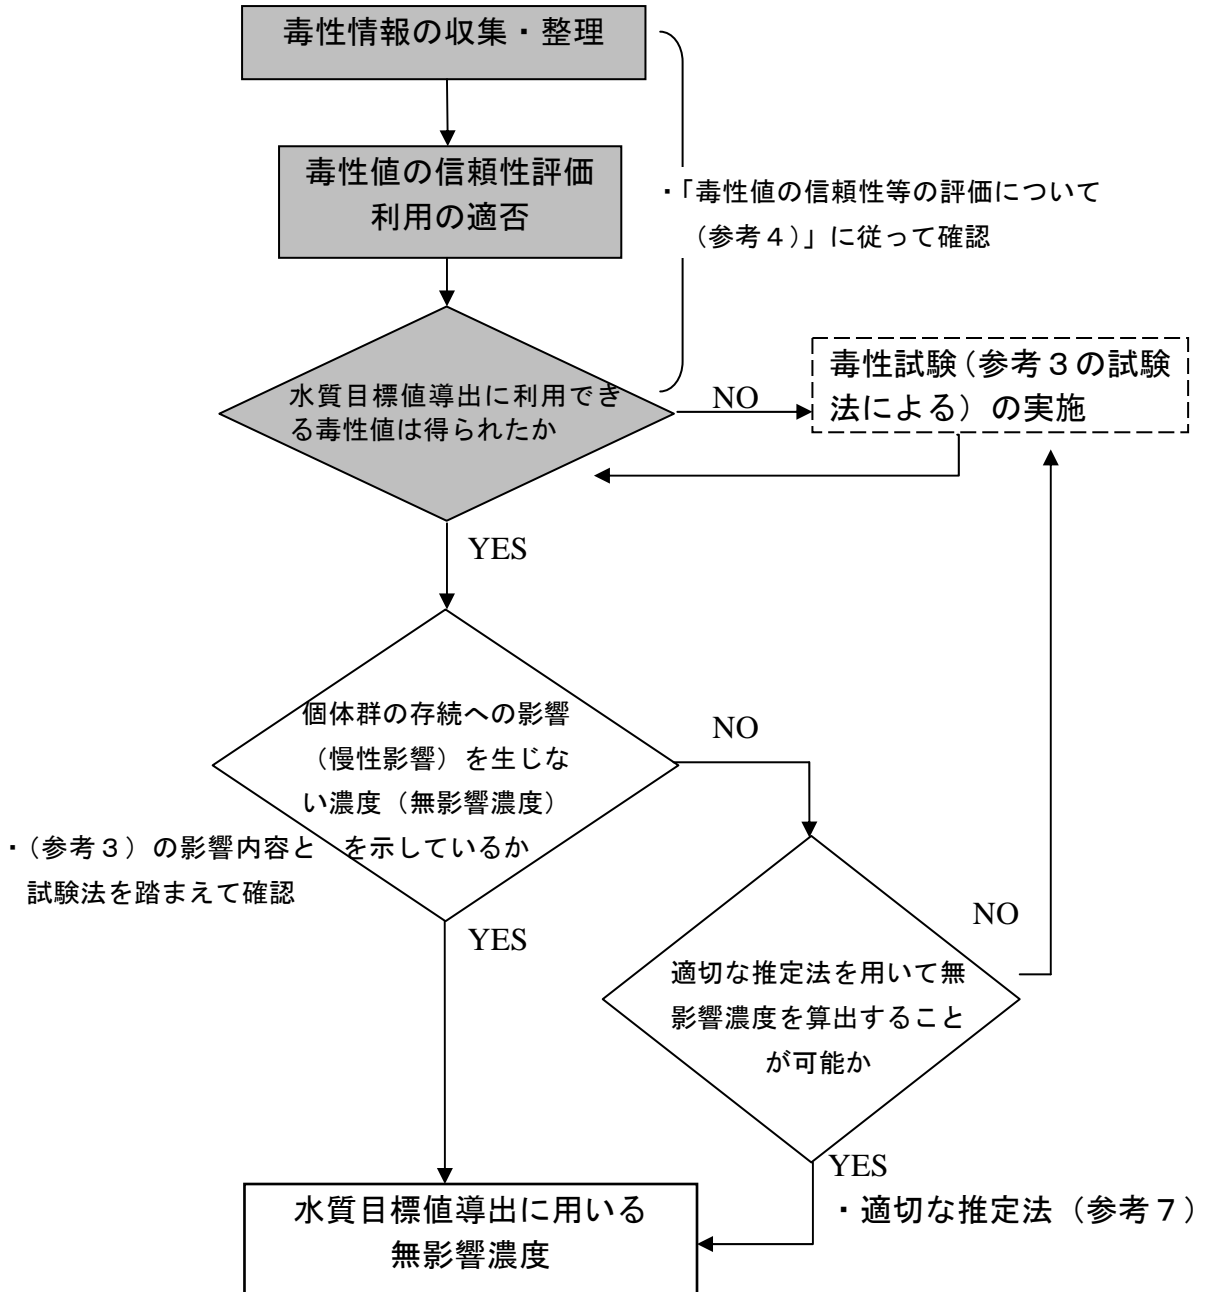 毒性情報の収集・整理
毒性値の信頼性評価
利用の適否
・「毒性値の信頼性等の評価について
（参考４）」に従って確認
水質目標値導出に利用でき
る毒性値は得られたか
NO
毒性試験（参考３の試験
法による）の実施
YES
個体群の存続への影響
（慢性影響）を生じな
い濃度（無影響濃度）
を示しているか
・（参考３）の影響内容と
試験法を踏まえて確認
NO
YES
適切な推定法を用いて無
影響濃度を算出すること
が可能か
NO
YES
・適切な推定法（参考７）
水質目標値導出に用いる
無影響濃度